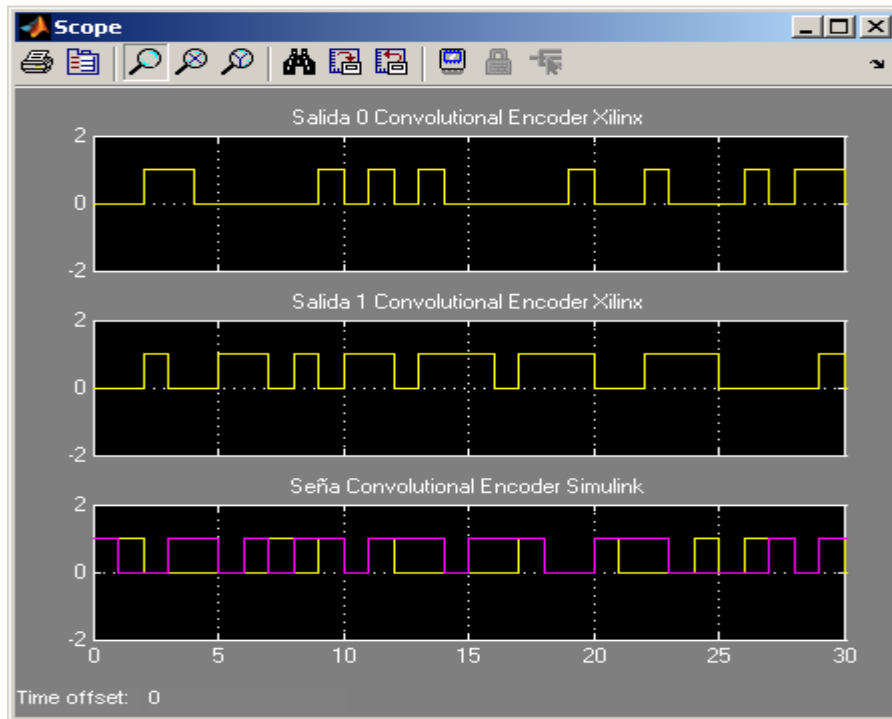 Scope
Salida 0 Convolutional Encoder Xilinx
2
0
-2
Salida 1 Convolutional Encoder Xilinx
2
0
-2
Seña Convolutional Encoder Simulink
2
0
-2
0 5 10 15 20 25 30
Time offset: 0